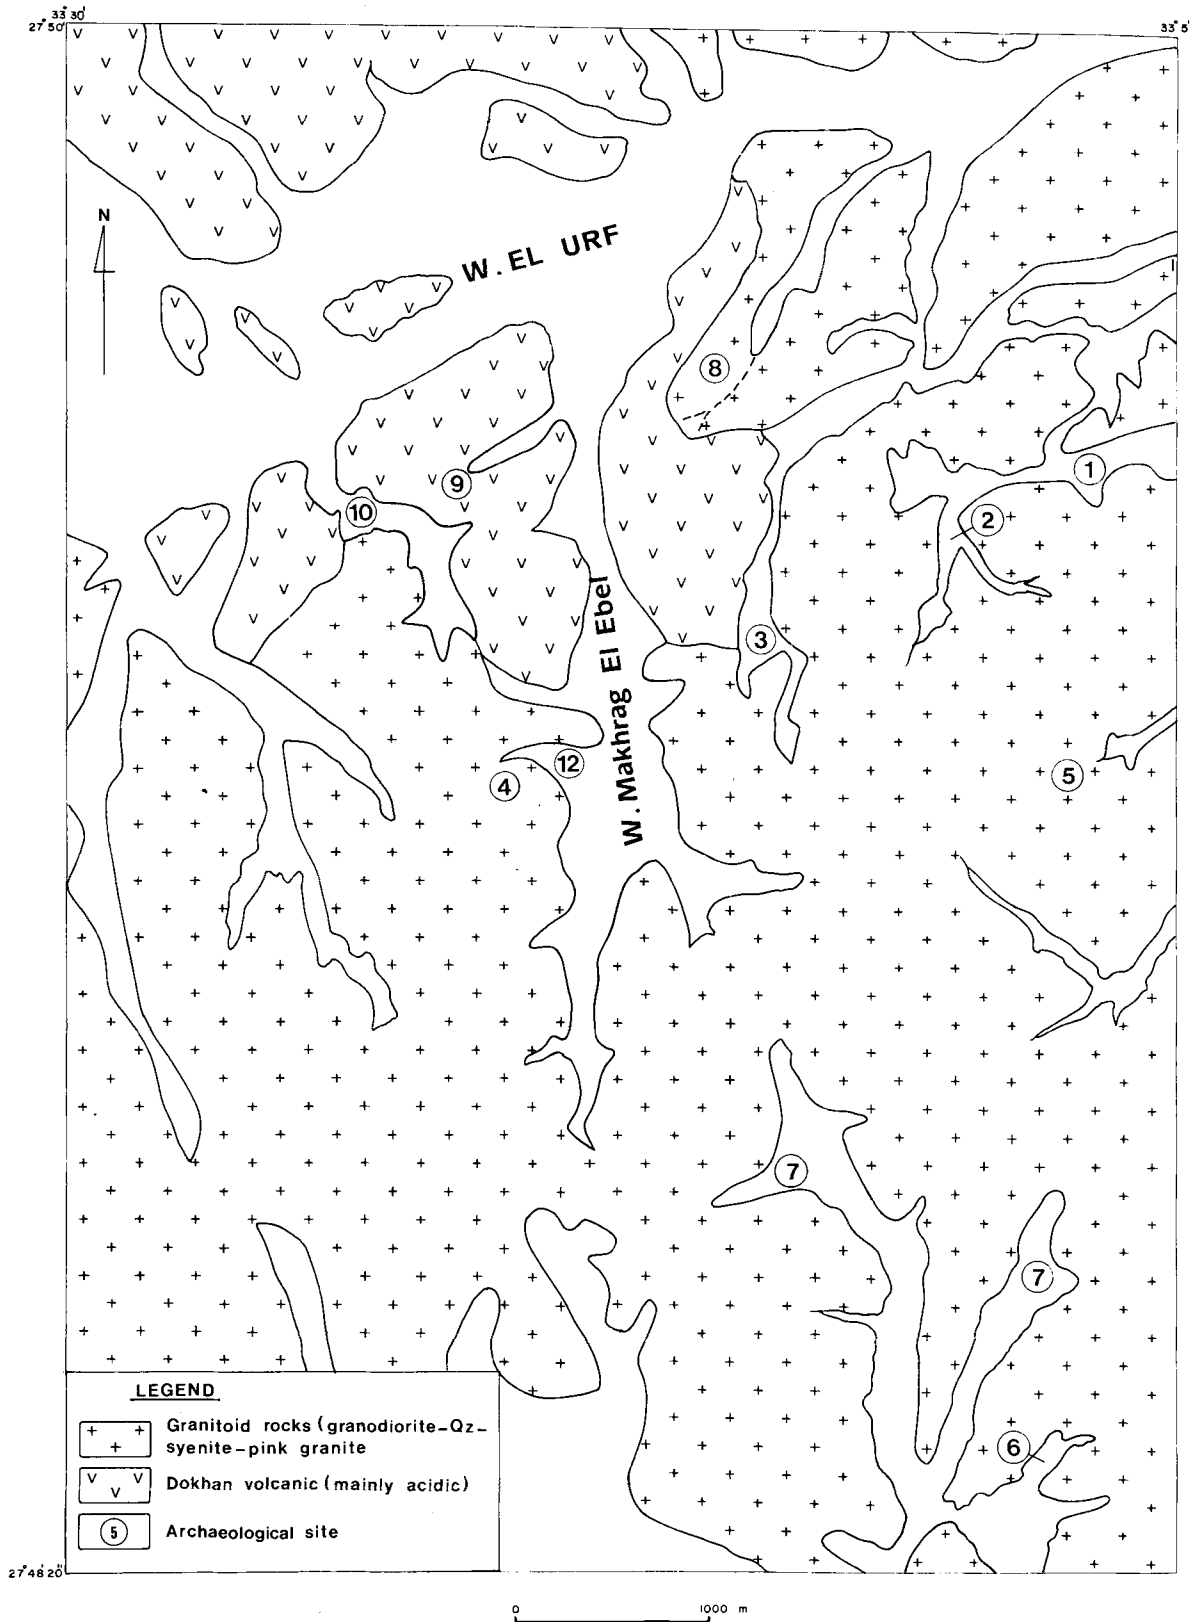 33° 30'
27° 50'
33° 5'
N
W. EL URF
8
9
10
1
2
W. Makhrag El Ebel
3
12
4
5
7
7
6
LEGEND
Granitoid rocks (granodiorite-Qz-
syenite-pink granite
Dokhan volcanic (mainly acidic)
5 Archaeological site
27° 48' 20"
0 1000 m